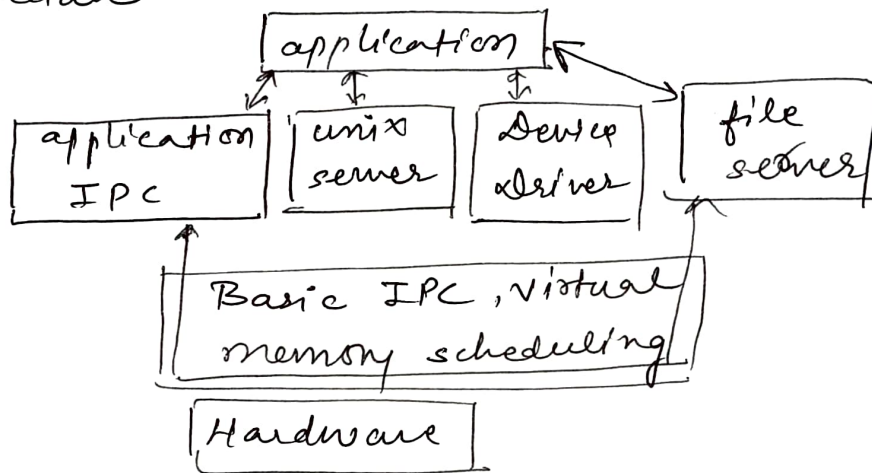 application
application
IPC
unix
server
Device
Driver
file
server
Basic IPC, virtual
memory scheduling
Hardware